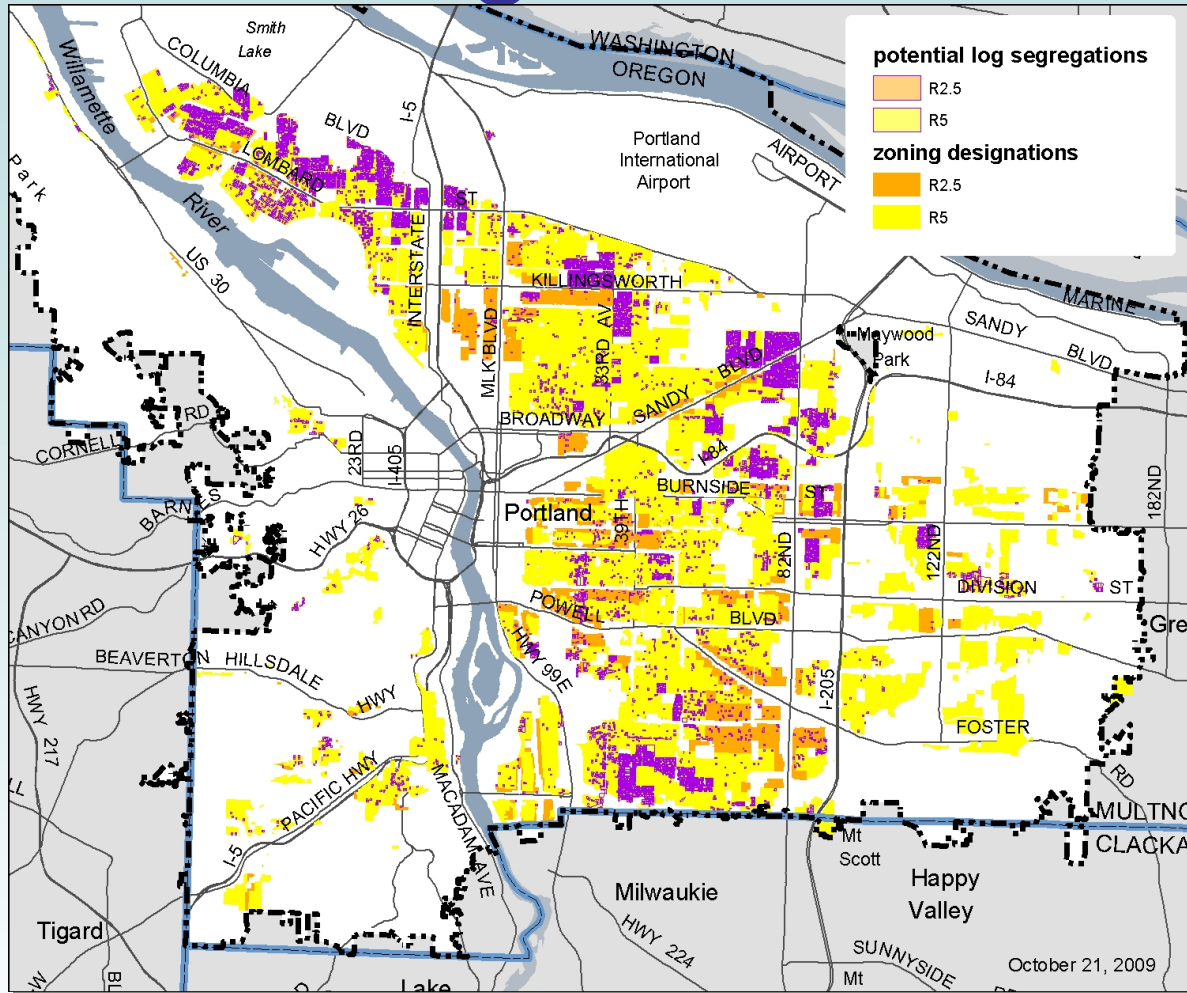 Smith
Lake
COLUMBIA
BLVD
Willamette
River
LOMBARD
ST
I-5
WASHINGTON
OREGON
Portland
International
Airport
AIRPORT
potential log segregations
R2.5
R5
zoning designations
R2.5
R5
Park
US 30
INTERSTATE
KILLINGSWORTH
MLK BLVD
33RD AV
MARINE
SANDY
BLVD
Maywood
Park
I-84
SANDY BLVD
BROADWAY
I-84
RD
CORNELL
23RD
I-405
BURNSIDE
ST
182ND
BARN
S
HWY 26
Portland
39TH
82ND
122ND
DIVISION
ST
CANYON RD
POWELL
BLVD
Gre
BEAVERTON HILLSDALE
HWY
HWY 99E
I-205
HWY 217
FOSTER
RD
LL
PACIFIC HWY
MACADAM AVE
I-5
MULTNO
CLACKA
Mt
Scott
Happy
Valley
Milwaukie
Tigard
HWY 224
SUNNYSIDE
Mt
October 21, 2009
BL
Lake